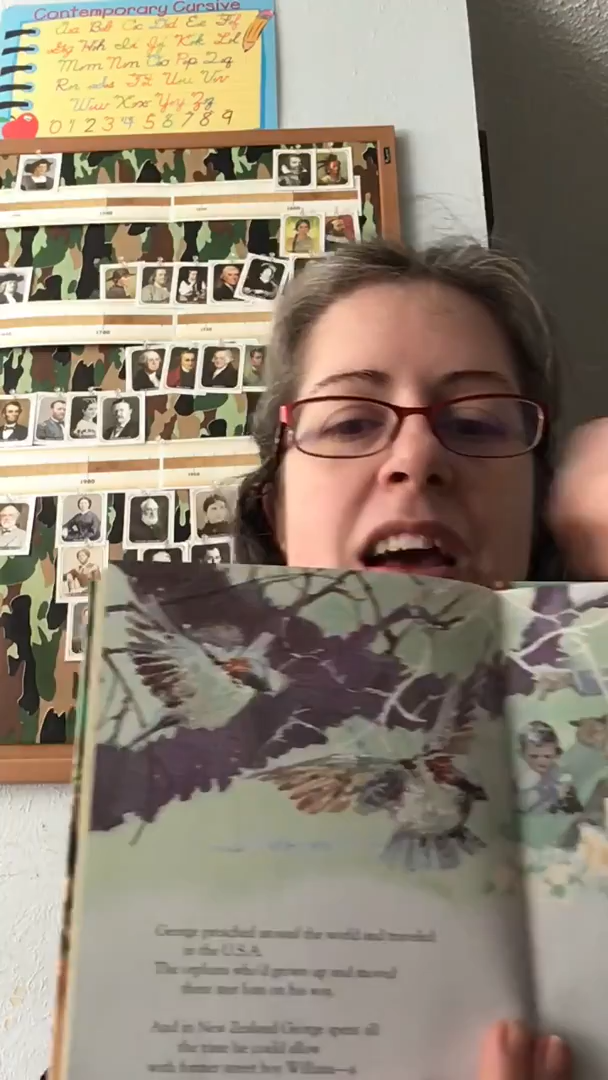 Contemporary Cursive
Aa Bb Cc Dd Ee Ff
Gg Hh Ii Jj Kk Ll
Mm Nn Oo Pp Qq
Rr Tt Uu Vv
Ww Xx Yy Zz
0 1 2 3 4 5 6 7 8 9
George preached around the world and traveled
in the U.S.A.
The orphans who'd grown up and moved
there met him on his way.
And in New Zealand George spent all
the time he could allow
with former street boy William—a